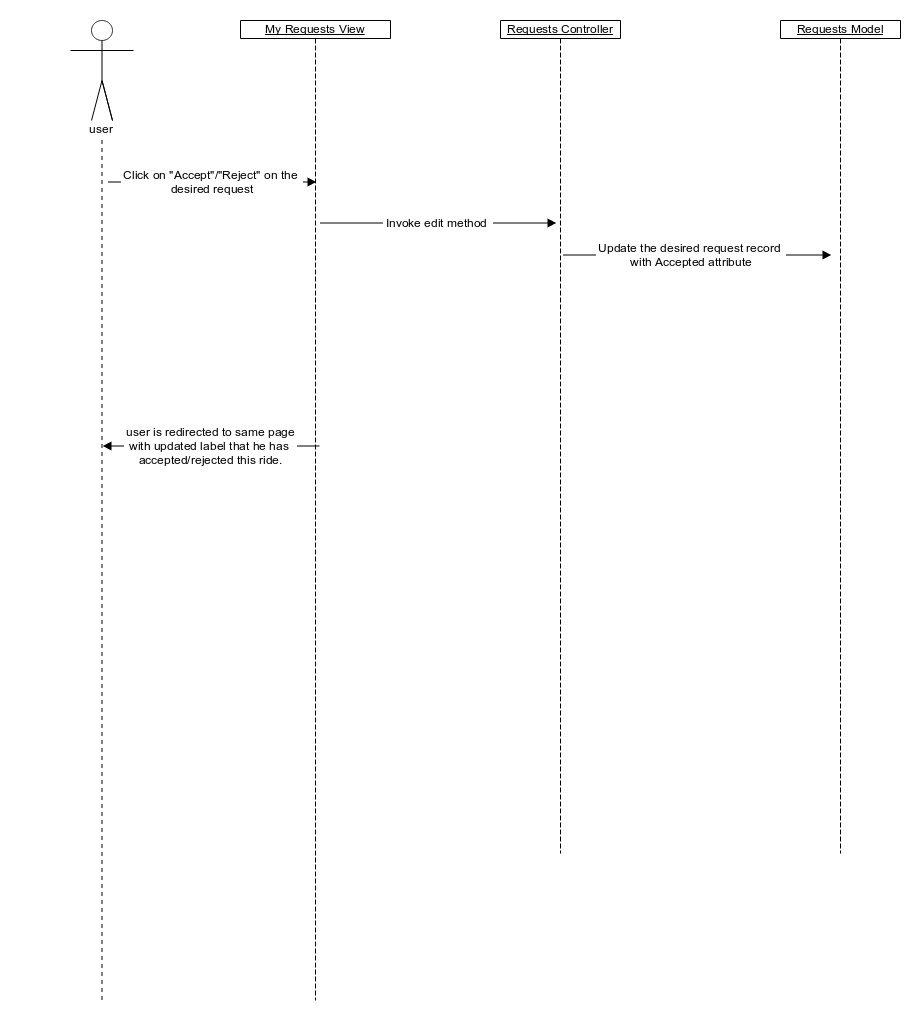 My Requests View
Requests Controller
Requests Model
user
Click on "Accept"/"Reject" on the
desired request
Invoke edit method
Update the desired request record
with Accepted attribute
user is redirected to same page
with updated label that he has
accepted/rejected this ride.